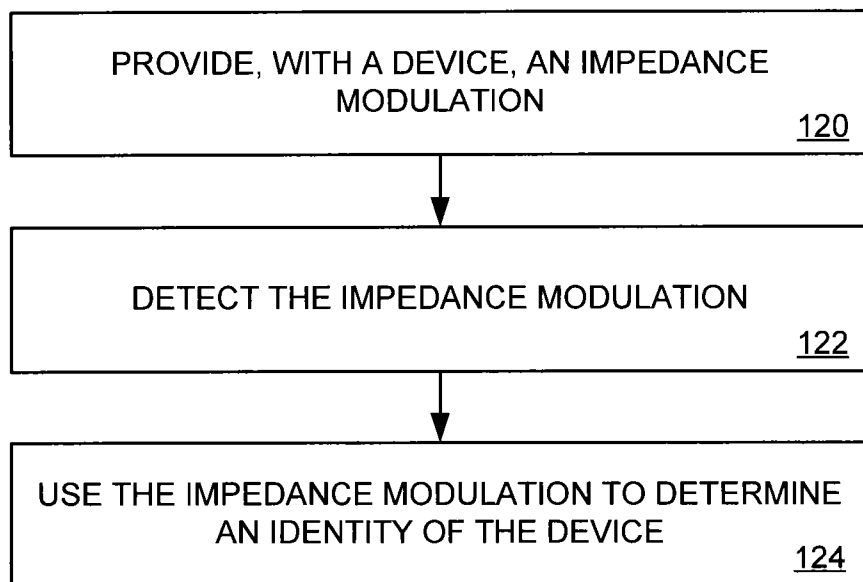 PROVIDE, WITH A DEVICE, AN IMPEDANCE
MODULATION
120
DETECT THE IMPEDANCE MODULATION
122
USE THE IMPEDANCE MODULATION TO DETERMINE
AN IDENTITY OF THE DEVICE
124